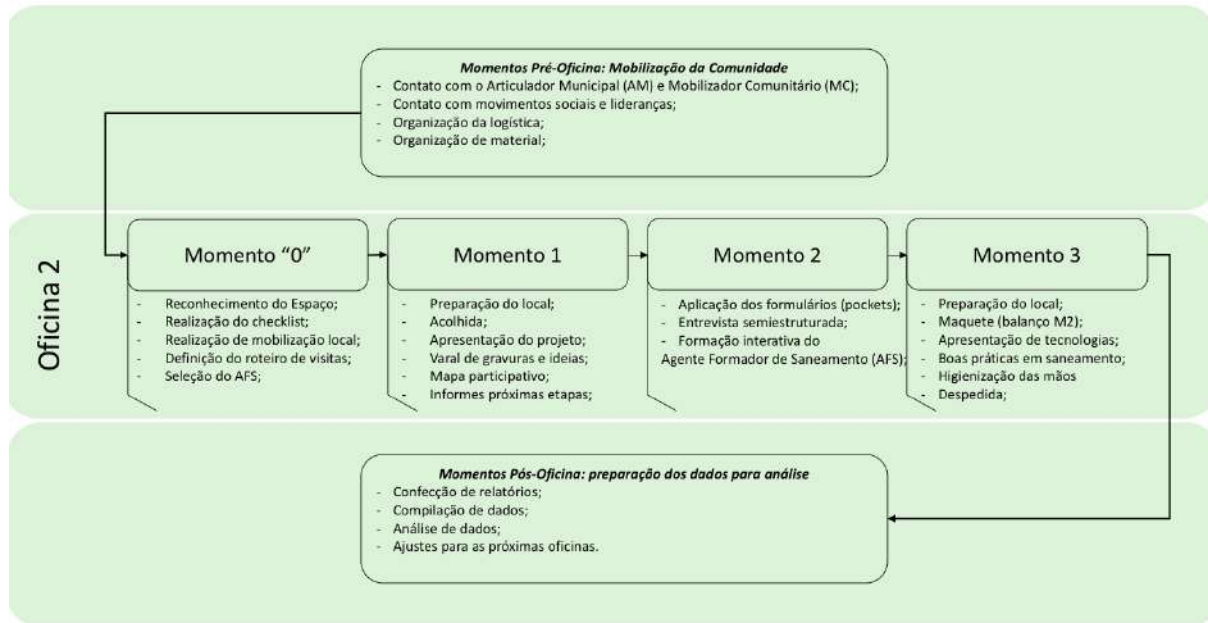 Momentos Pré-Oficina: Mobilização da Comunidade
- Contato com o Articulador Municipal (AM) e Mobilizador Comunitário (MC);
- Contato com movimentos sociais e lideranças;
- Organização da logística;
- Organização de material;
Oficina 2
Momento "0"
- Reconhecimento do Espaço;
- Realização do checklist;
- Realização de mobilização local;
- Definição do roteiro de visitas;
- Seleção do AFS;
Momento 1
- Preparação do local;
- Acolhida;
- Apresentação do projeto;
- Varal de gravuras e ideias;
- Mapa participativo;
- Informes próximas etapas;
Momento 2
- Aplicação dos formulários (pockets);
- Entrevista semiestruturada;
- Formação interativa do
Agente Formador de Saneamento (AFS);
Momento 3
- Preparação do local;
- Maquete (balanço M2);
- Apresentação de tecnologias;
- Boas práticas em saneamento;
- Higienização das mãos
- Despedida;
Momentos Pós-Oficina: preparação dos dados para análise
- Confecção de relatórios;
- Compilação de dados;
- Análise de dados;
- Ajustes para as próximas oficinas.